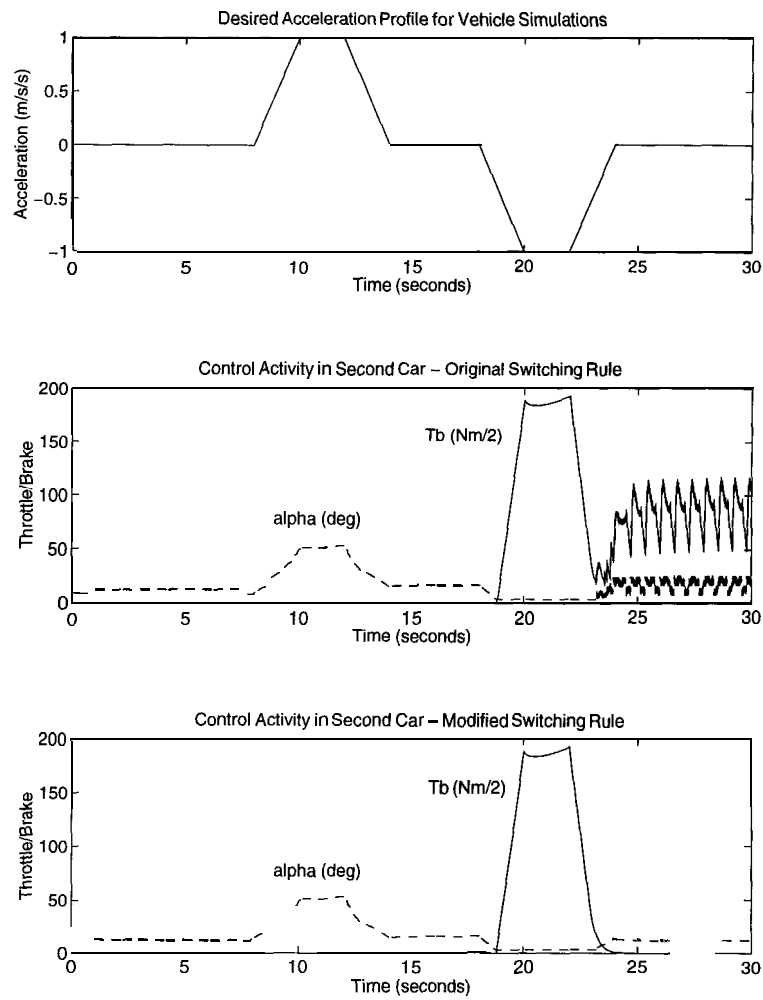 Desired Acceleration Profile for Vehicle Simulations
1
0.5
0
−0.5
−1
Acceleration (m/s/s)
0 5 10 15 20 25 30
Time (seconds)
Control Activity in Second Car – Original Switching Rule
200
150
100
50
0
Throttle/Brake
Tb (Nm/2)
alpha (deg)
0 5 10 15 20 25 30
Time (seconds)
Control Activity in Second Car – Modified Switching Rule
200
150
100
50
0
Throttle/Brake
Tb (Nm/2)
alpha (deg)
0 5 10 15 20 25 30
Time (seconds)